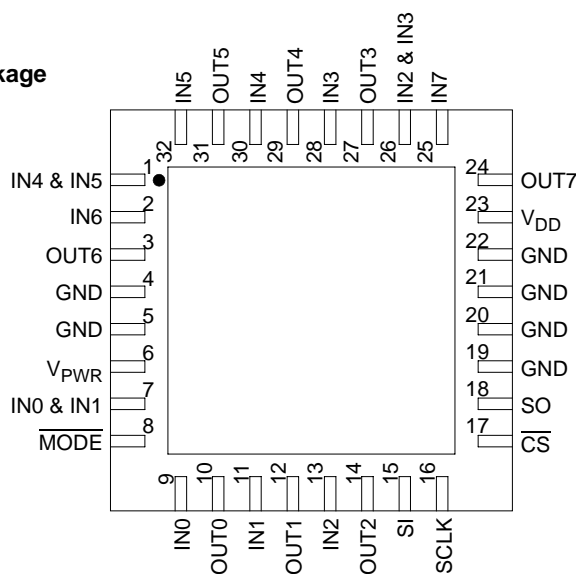 kage
IN5
OUT5
IN4
OUT4
IN3
OUT3
IN2 & IN3
IN7
32
31
30
29
28
27
26
25
IN4 & IN5 1
IN6 2
OUT6 3
GND 4
GND 5
VPWR 6
IN0 & IN1 7
MODE 8
24 OUT7
23 VDD
22 GND
21 GND
20 GND
19 GND
18 SO
17 CS
9
10
11
12
13
14
15
16
IN0
OUT0
IN1
OUT1
IN2
OUT2
SI
SCLK